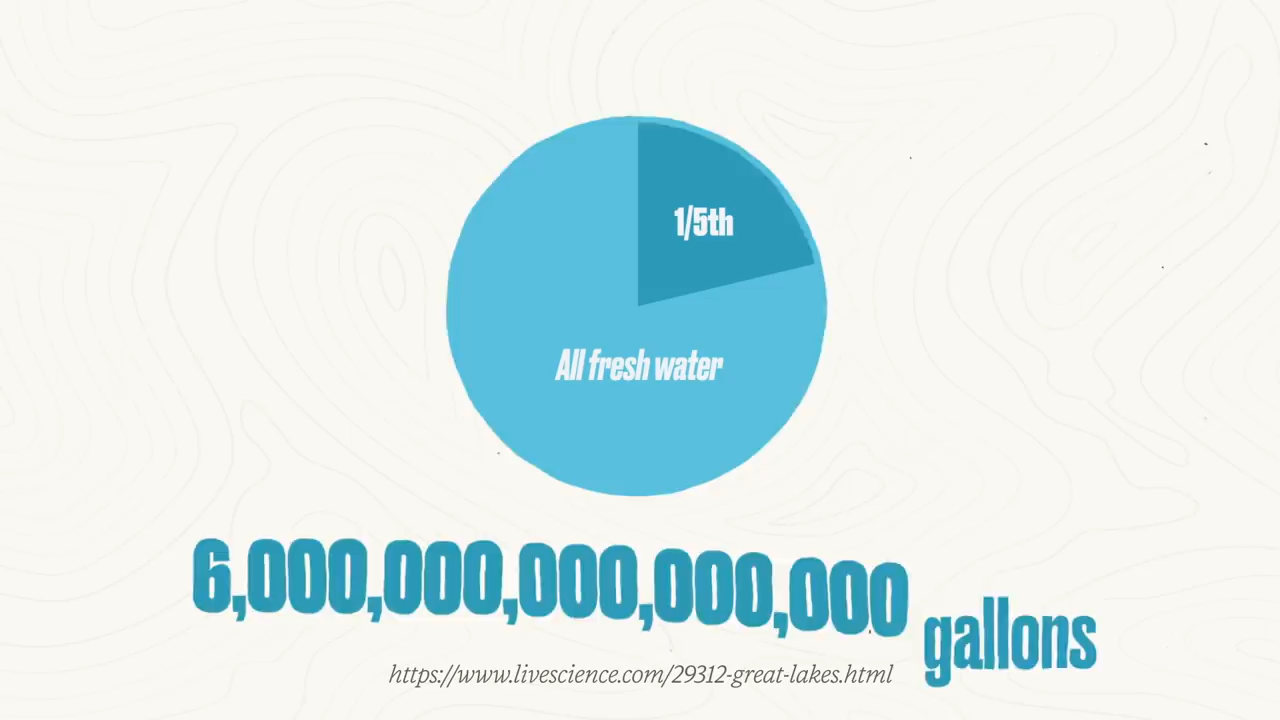 1/5th
All fresh water
6,000,000,000,000,000 gallons
https://www.livescience.com/29312-great-lakes.html